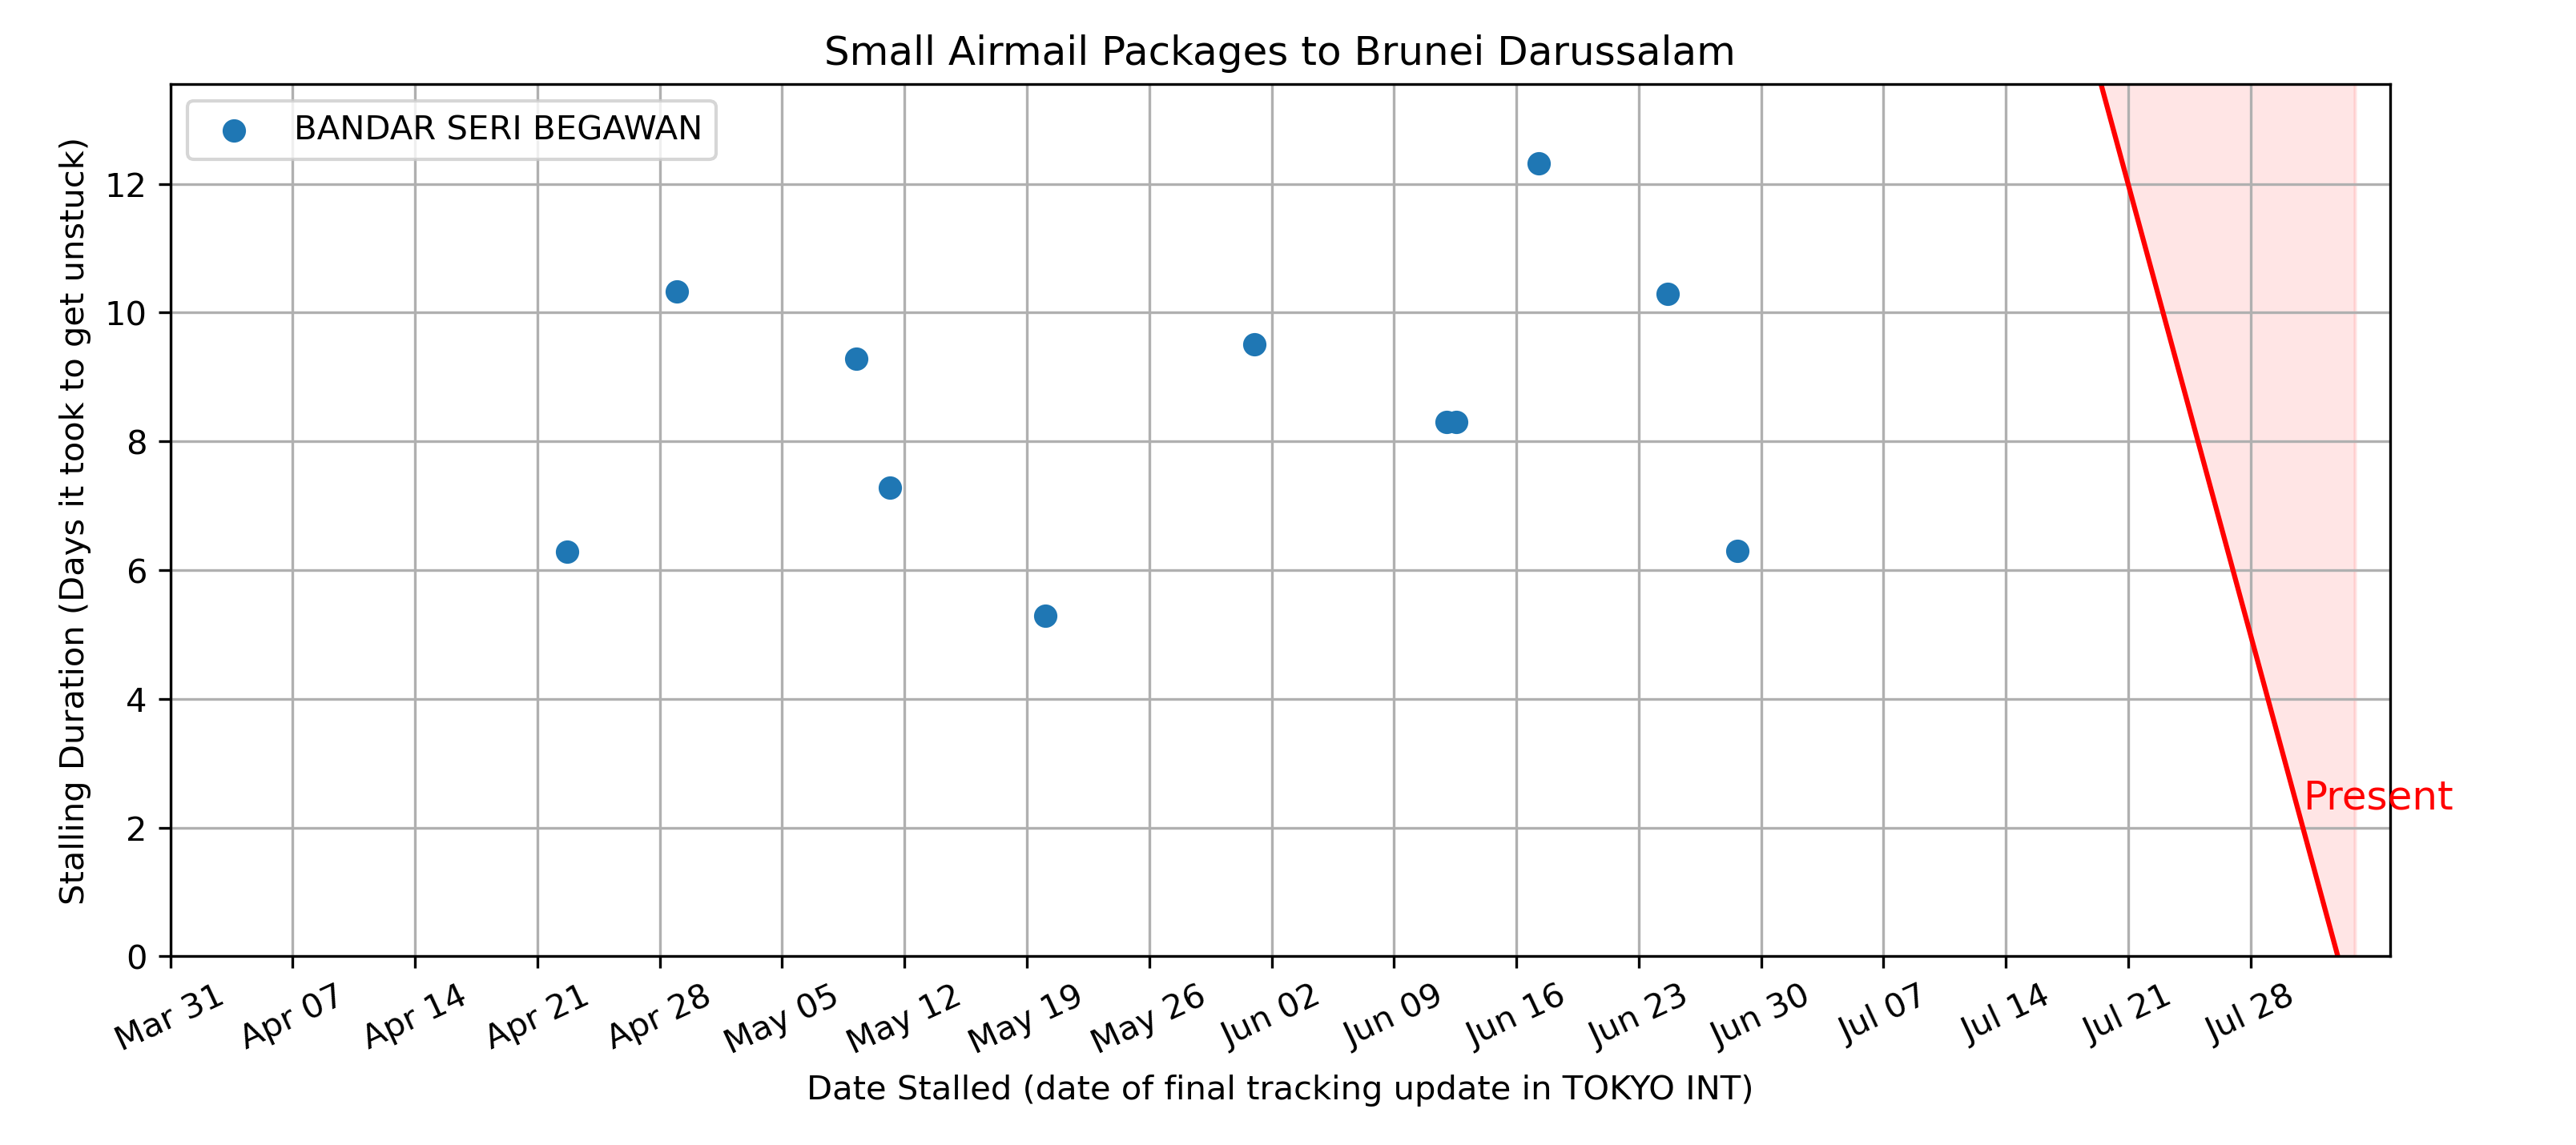 Small Airmail Packages to Brunei Darussalam
BANDAR SERI BEGAWAN
Stalling Duration (Days it took to get unstuck)
12
10
8
6
4
2
0
Present
Mar 31
Apr 07
Apr 14
Apr 21
Apr 28
May 05
May 12
May 19
May 26
Jun 02
Jun 09
Jun 16
Jun 23
Jun 30
Jul 07
Jul 14
Jul 21
Jul 28
Date Stalled (date of final tracking update in TOKYO INT)